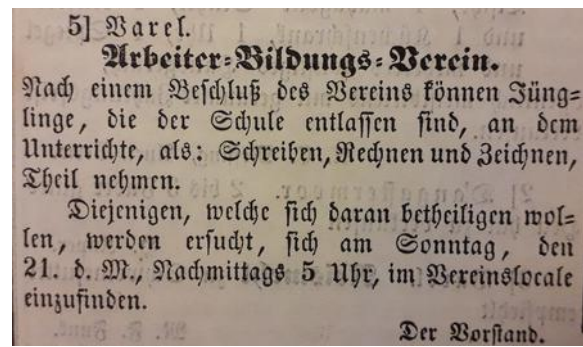 5] Varel.
Arbeiter-Bildungs-Verein.
Nach einem Beschluß des Vereins können Jüng-
linge, die der Schule entlassen sind, an dem
Unterrichte, als: Schreiben, Rechnen und Zeichnen,
Theil nehmen.
Diejenigen, welche sich daran betheiligen wol-
len, werden ersucht, sich am Sonntag, den
21. d. M., Nachmittags 5 Uhr, im Vereinslocale
einzufinden.
Der Vorstand.